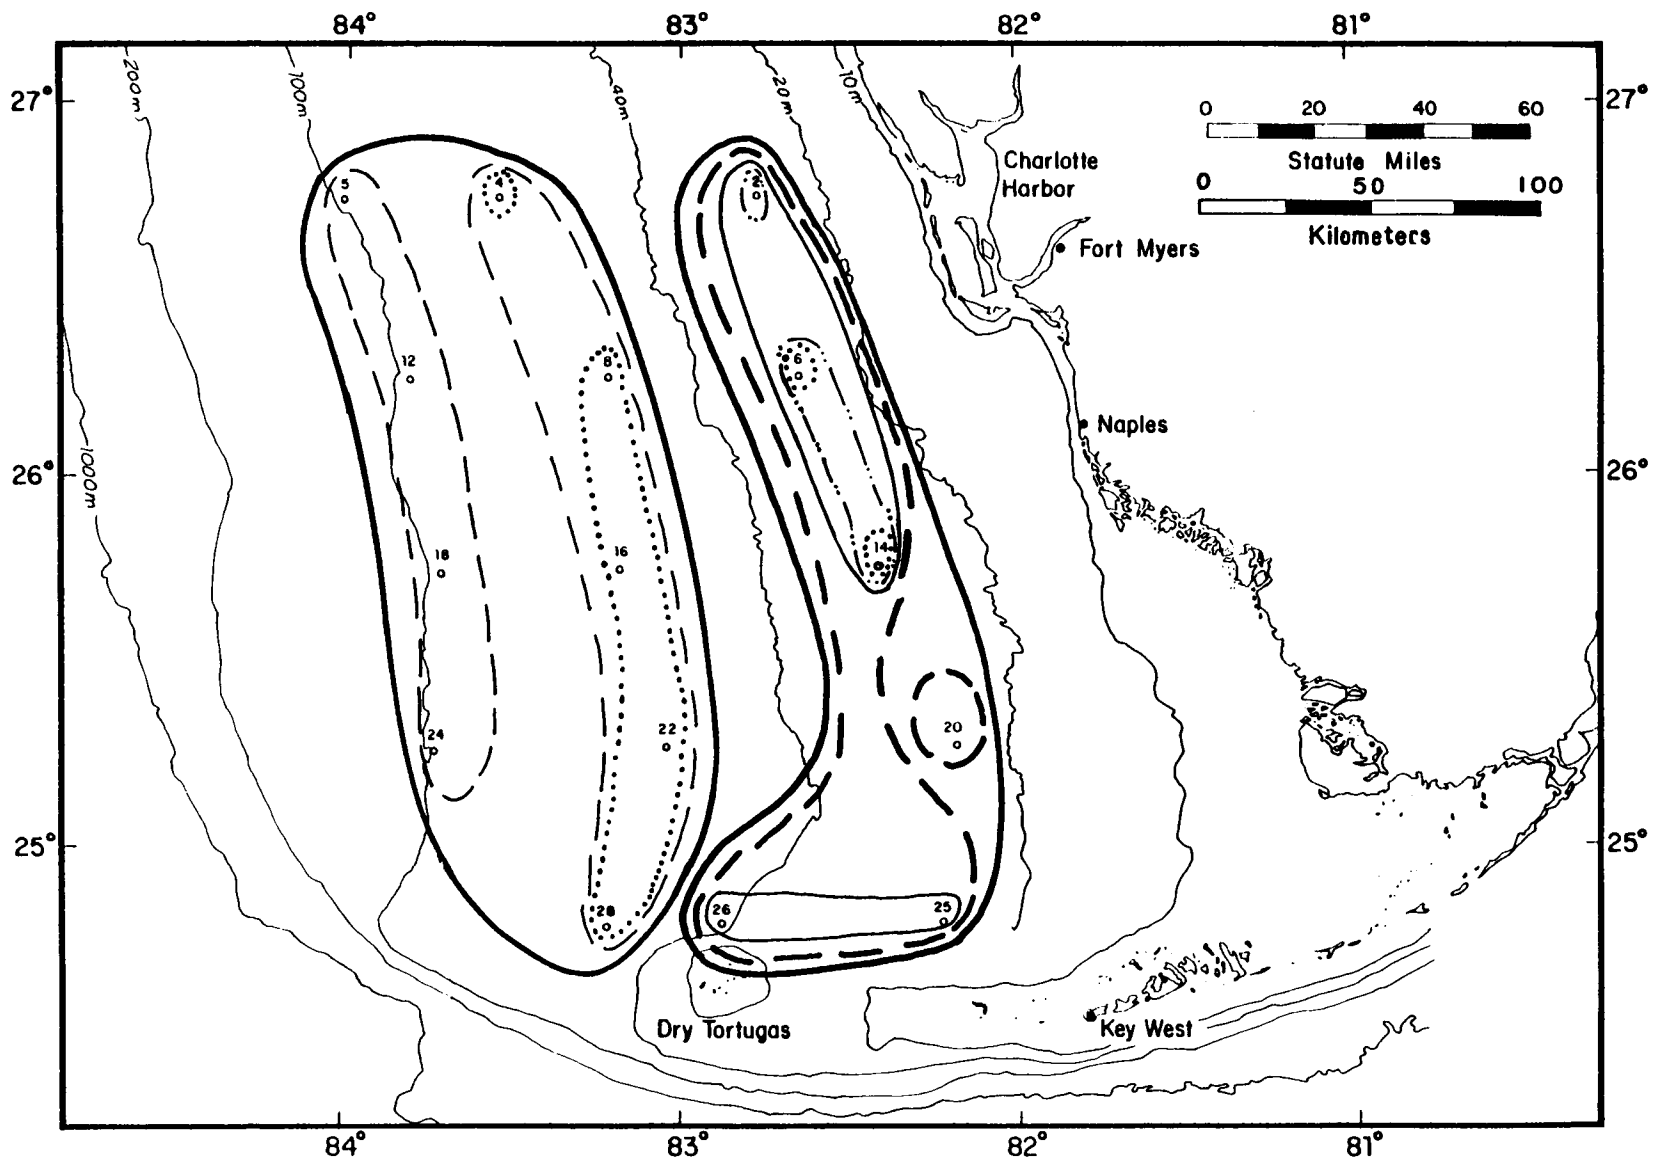 84° 83° 82° 81°
200m 100m 40m 20m 10m
27° 27°
0 20 40 60
Statute Miles
0 50 100
Kilometers
Charlotte
Harbor
5 4 2
Fort Myers
12 8 6
Naples
1000m
26° 26°
18 16 14
24 22 20
25° 25°
28 26 25
Dry Tortugas
Key West
84° 83° 82° 81°